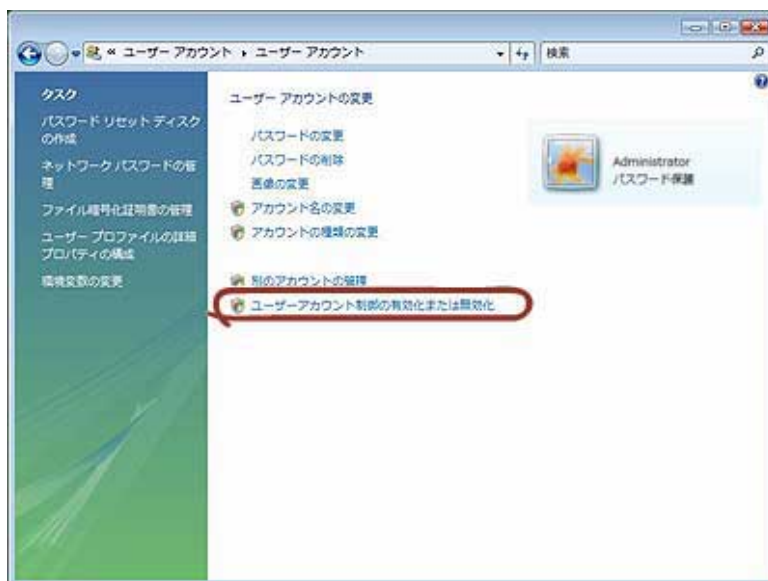 « ユーザー アカウント ▸ ユーザー アカウント
検索
タスク
パスワード リセット ディスク
の作成
ネットワーク パスワードの管
理
ファイル暗号化証明書の管理
ユーザー プロファイルの詳細
プロパティの構成
環境変数の変更
ユーザー アカウントの変更
パスワードの変更
パスワードの削除
画像の変更
アカウント名の変更
アカウントの種類の変更
別のアカウントの管理
ユーザーアカウント制御の有効化または無効化
Administrator
パスワード保護